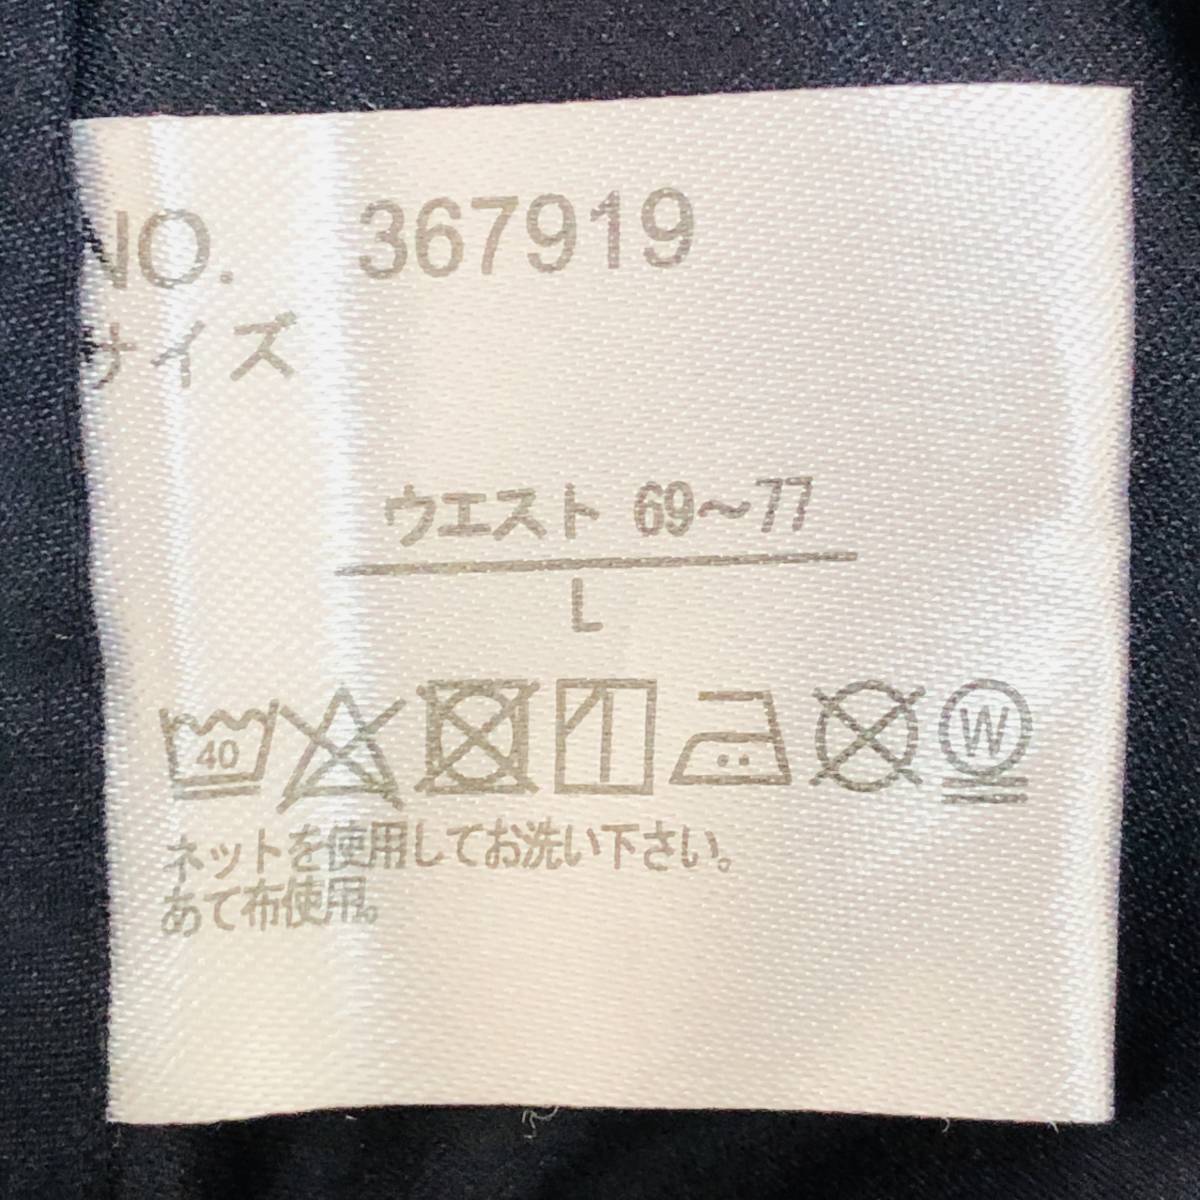 NO. 367919
サイズ
ウエスト 69～77
L
40 W
ネットを使用してお洗い下さい。
あて布使用。